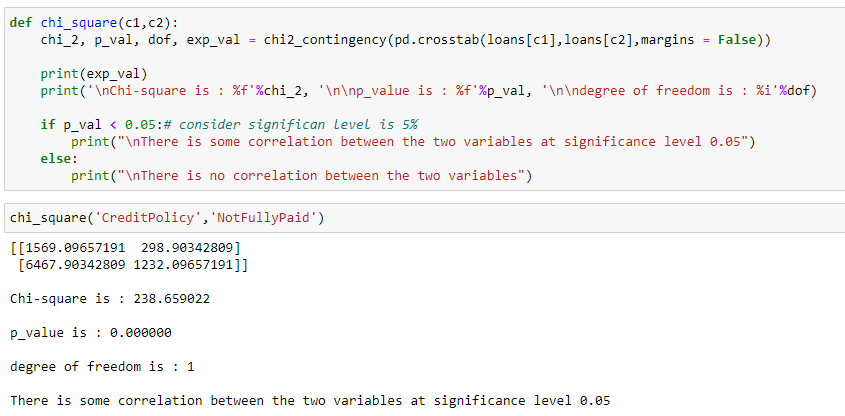 def chi_square(c1,c2):
    chi_2, p_val, dof, exp_val = chi2_contingency(pd.crosstab(loans[c1],loans[c2],margins = False))
    print(exp_val)
    print('\nChi-square is : %f'%chi_2, '\n\np_value is : %f'%p_val, '\n\ndegree of freedom is : %i'%dof)
    if p_val < 0.05:# consider significan level is 5%
        print("\nThere is some correlation between the two variables at significance level 0.05")
    else:
        print("\nThere is no correlation between the two variables")
chi_square('CreditPolicy','NotFullyPaid')
[[1569.09657191  298.90342809]
 [6467.90342809 1232.09657191]]
Chi-square is : 238.659022
p_value is : 0.000000
degree of freedom is : 1
There is some correlation between the two variables at significance level 0.05